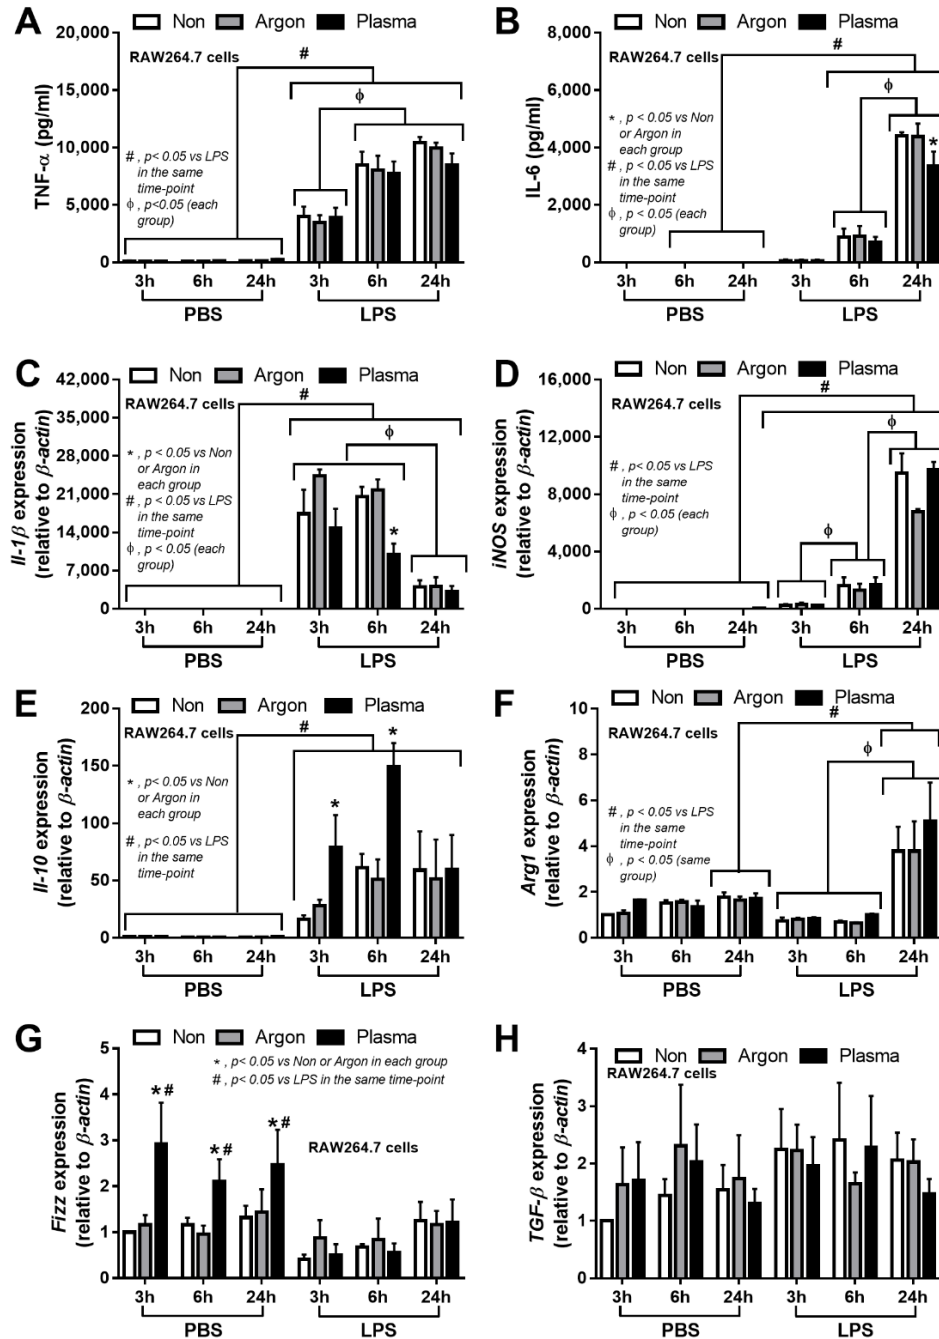 A
Non Argon Plasma
20,000
15,000
10,000
5,000
0
TNF-α (pg/ml)
RAW264.7 cells
#
ϕ
#, p< 0.05 vs LPS
in the same
time-point
ϕ, p<0.05 (each
group)
3h 6h 24h 3h 6h 24h
PBS LPS
B
Non Argon Plasma
8,000
6,000
4,000
2,000
0
IL-6 (pg/ml)
RAW264.7 cells
#
ϕ
*
*, p < 0.05 vs Non
or Argon in
each group
#, p < 0.05 vs LPS
in the same
time-point
ϕ, p < 0.05 (each
group)
3h 6h 24h 3h 6h 24h
PBS LPS
C
Non Argon Plasma
42,000
35,000
28,000
21,000
14,000
7,000
0
Il-1β expression
(relative to β-actin)
RAW264.7 cells
#
ϕ
*
*, p < 0.05 vs Non
or Argon in
each group
#, p < 0.05 vs LPS
in the same
time-point
ϕ, p < 0.05 (each
group)
3h 6h 24h 3h 6h 24h
PBS LPS
D
Non Argon Plasma
16,000
12,000
8,000
4,000
0
iNOS expression
(relative to β-actin)
RAW264.7 cells
#
ϕ
ϕ
#, p < 0.05 vs LPS
in the same
time-point
ϕ, p < 0.05 (each
group)
3h 6h 24h 3h 6h 24h
PBS LPS
E
Non Argon Plasma
200
150
100
50
0
Il-10 expression
(relative to β-actin)
RAW264.7 cells
#
*
*
*, p< 0.05 vs Non
or Argon in
each group
#, p < 0.05 vs LPS
in the same
time-point
3h 6h 24h 3h 6h 24h
PBS LPS
F
Non Argon Plasma
10
8
6
4
2
0
Arg1 expression
(relative to β-actin)
RAW264.7 cells
#
ϕ
#, p < 0.05 vs LPS
in the same
time-point
ϕ, p < 0.05 (same
group)
3h 6h 24h 3h 6h 24h
PBS LPS
G
Non Argon Plasma
5
4
3
2
1
0
Fizz expression
(relative to β-actin)
*, p< 0.05 vs Non or Argon in each group
#, p< 0.05 vs LPS in the same time-point
*# *# *#
RAW264.7 cells
3h 6h 24h 3h 6h 24h
PBS LPS
H
Non Argon Plasma
RAW264.7 cells
4
3
2
1
0
TGF-β expression
(relative to β-actin)
3h 6h 24h 3h 6h 24h
PBS LPS